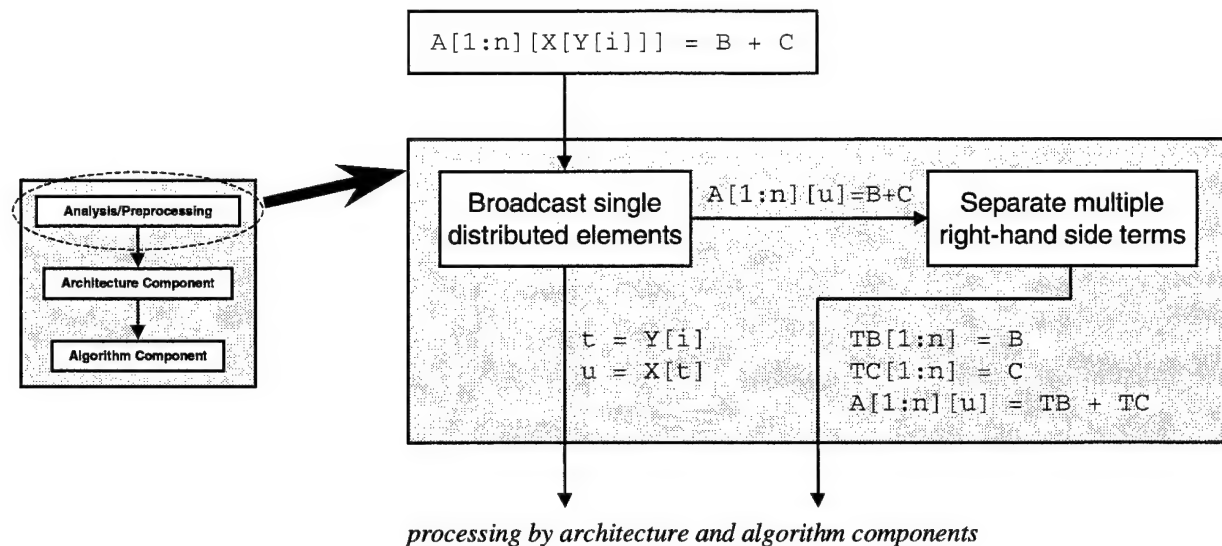 A[1:n][X[Y[i]]] = B + C
Analysis/Preprocessing
Architecture Component
Algorithm Component
Broadcast single
distributed elements
A[1:n][u]=B+C
Separate multiple
right-hand side terms
t = Y[i]
u = X[t]
TB[1:n] = B
TC[1:n] = C
A[1:n][u] = TB + TC
processing by architecture and algorithm components